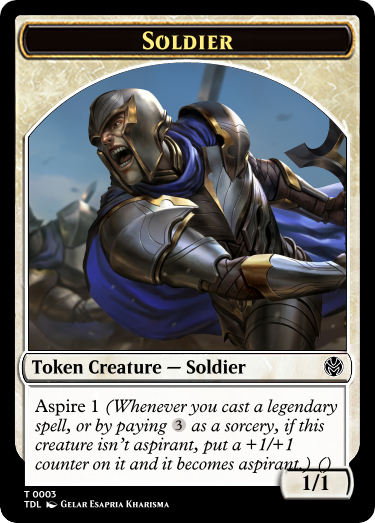 SOLDIER
Token Creature — Soldier
Aspire 1 (Whenever you cast a legendary
spell, or by paying 3 as a sorcery, if this
creature isn't aspirant, put a +1/+1
counter on it and it becomes aspirant.) ()
1/1
T 0003
TDL GELAR ESAPRIA KHARISMA